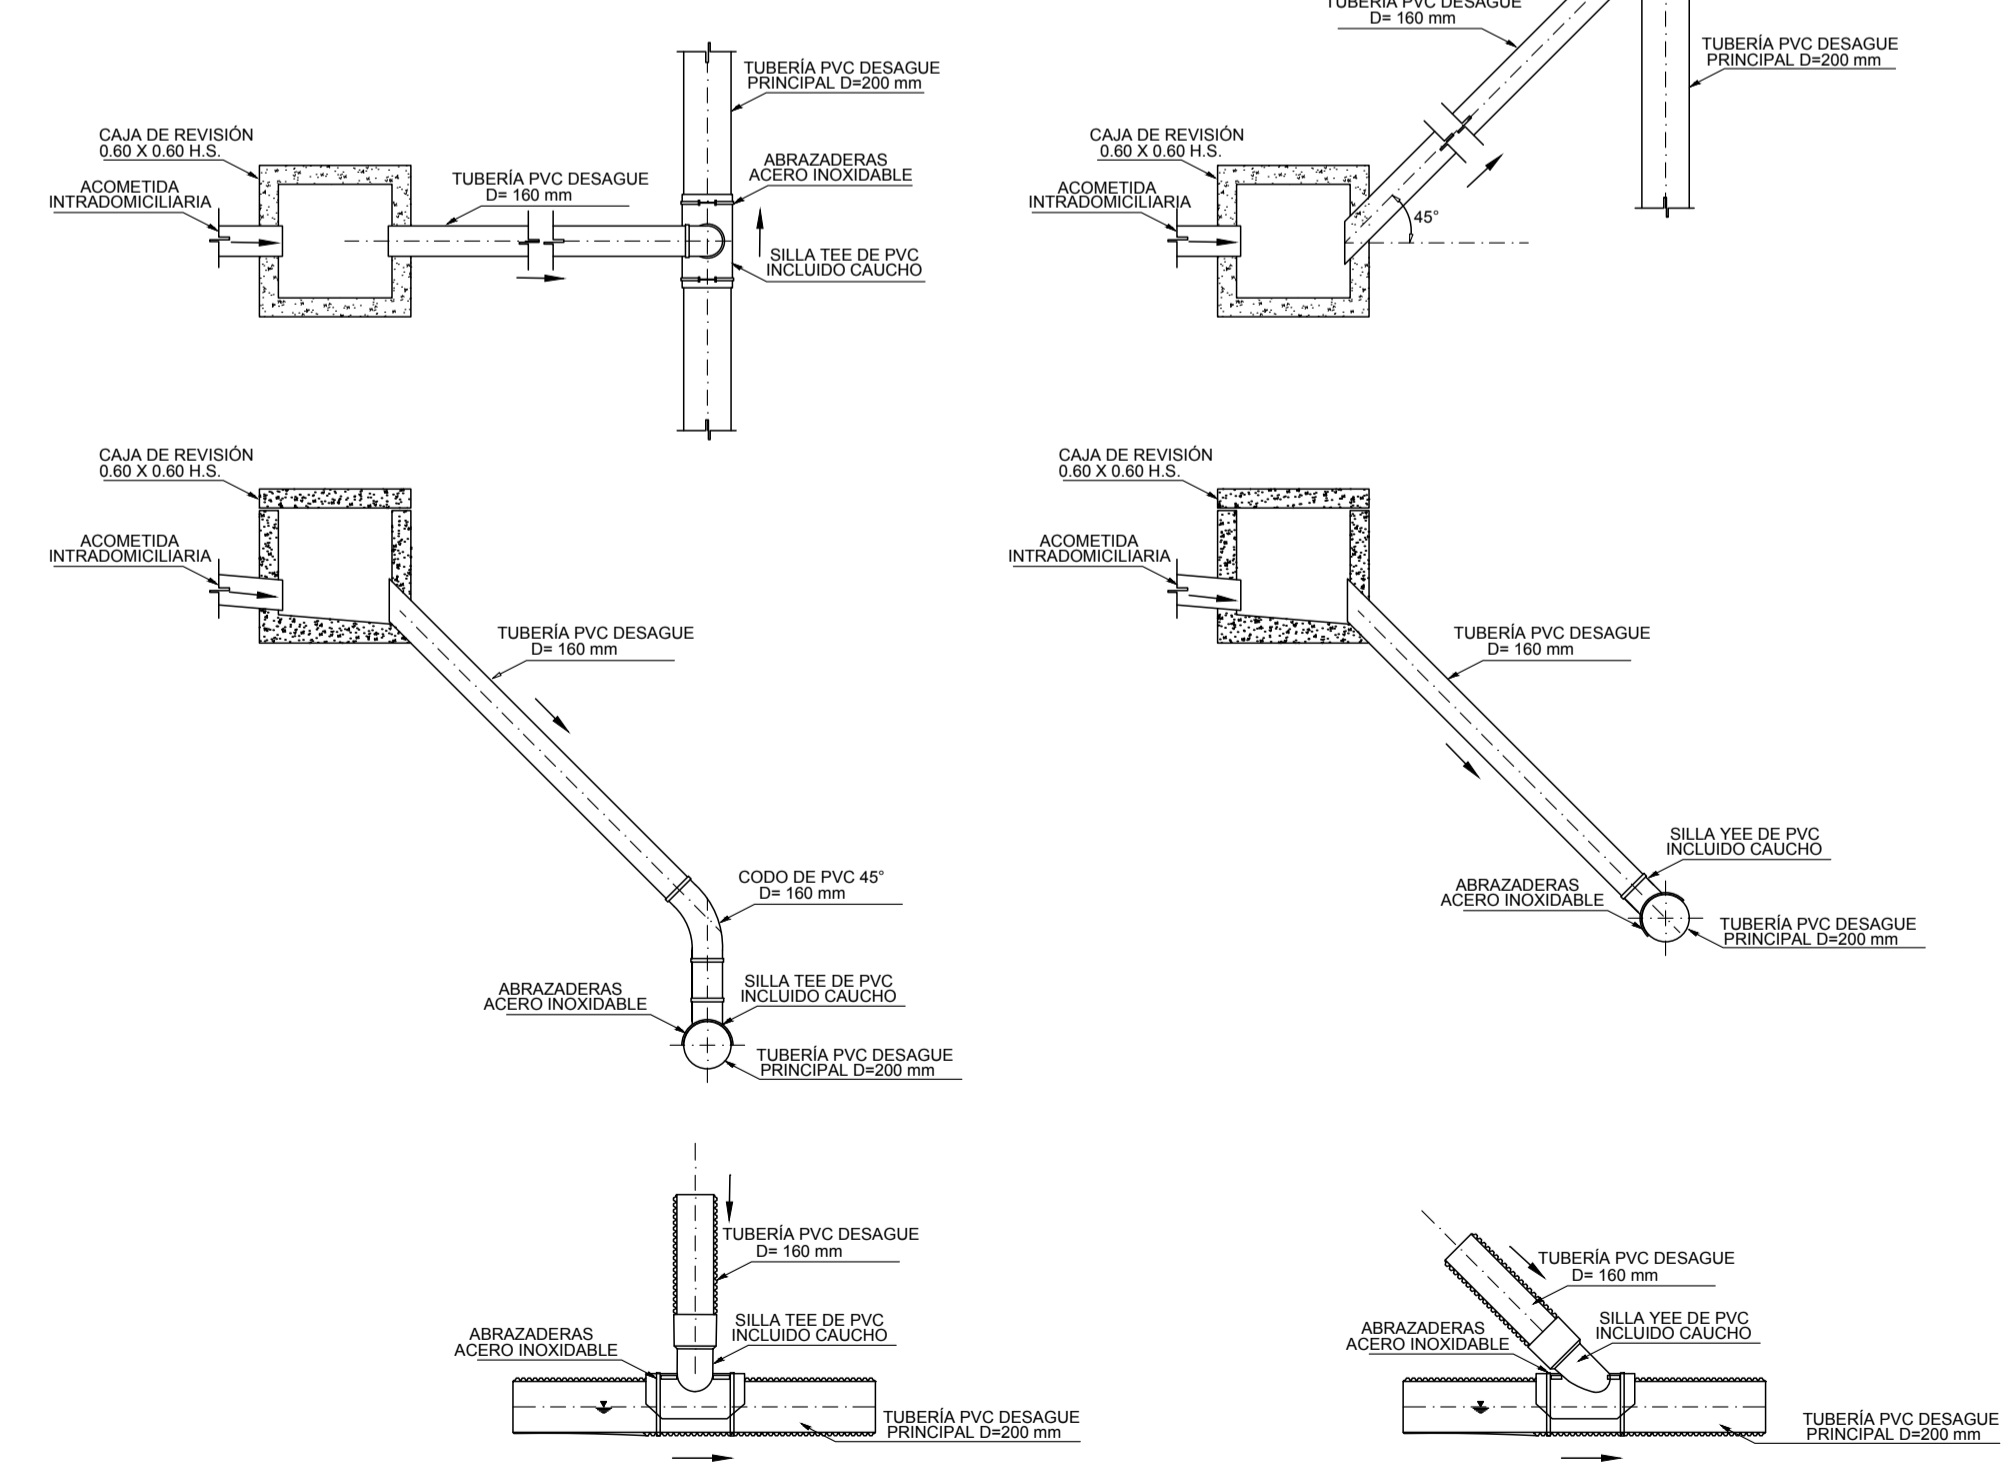 TUBERÍA PVC DESAGUE
PRINCIPAL D=200 mm
CAJA DE REVISIÓN
0.60 X 0.60 H.S.
ACOMETIDA
INTRADOMICILIARIA
TUBERÍA PVC DESAGUE
D= 160 mm
ABRAZADERAS
ACERO INOXIDABLE
SILLA TEE DE PVC
INCLUIDO CAUCHO
TUBERÍA PVC DESAGUE
D= 160 mm
TUBERÍA PVC DESAGUE
PRINCIPAL D=200 mm
CAJA DE REVISIÓN
0.60 X 0.60 H.S.
ACOMETIDA
INTRADOMICILIARIA
45°
CAJA DE REVISIÓN
0.60 X 0.60 H.S.
ACOMETIDA
INTRADOMICILIARIA
TUBERÍA PVC DESAGUE
D= 160 mm
CODO DE PVC 45°
D= 160 mm
ABRAZADERAS
ACERO INOXIDABLE
SILLA TEE DE PVC
INCLUIDO CAUCHO
TUBERÍA PVC DESAGUE
PRINCIPAL D=200 mm
CAJA DE REVISIÓN
0.60 X 0.60 H.S.
ACOMETIDA
INTRADOMICILIARIA
TUBERÍA PVC DESAGUE
D= 160 mm
SILLA YEE DE PVC
INCLUIDO CAUCHO
ABRAZADERAS
ACERO INOXIDABLE
TUBERÍA PVC DESAGUE
PRINCIPAL D=200 mm
TUBERÍA PVC DESAGUE
D= 160 mm
SILLA TEE DE PVC
INCLUIDO CAUCHO
ABRAZADERAS
ACERO INOXIDABLE
TUBERÍA PVC DESAGUE
PRINCIPAL D=200 mm
TUBERÍA PVC DESAGUE
D= 160 mm
SILLA YEE DE PVC
INCLUIDO CAUCHO
ABRAZADERAS
ACERO INOXIDABLE
TUBERÍA PVC DESAGUE
PRINCIPAL D=200 mm